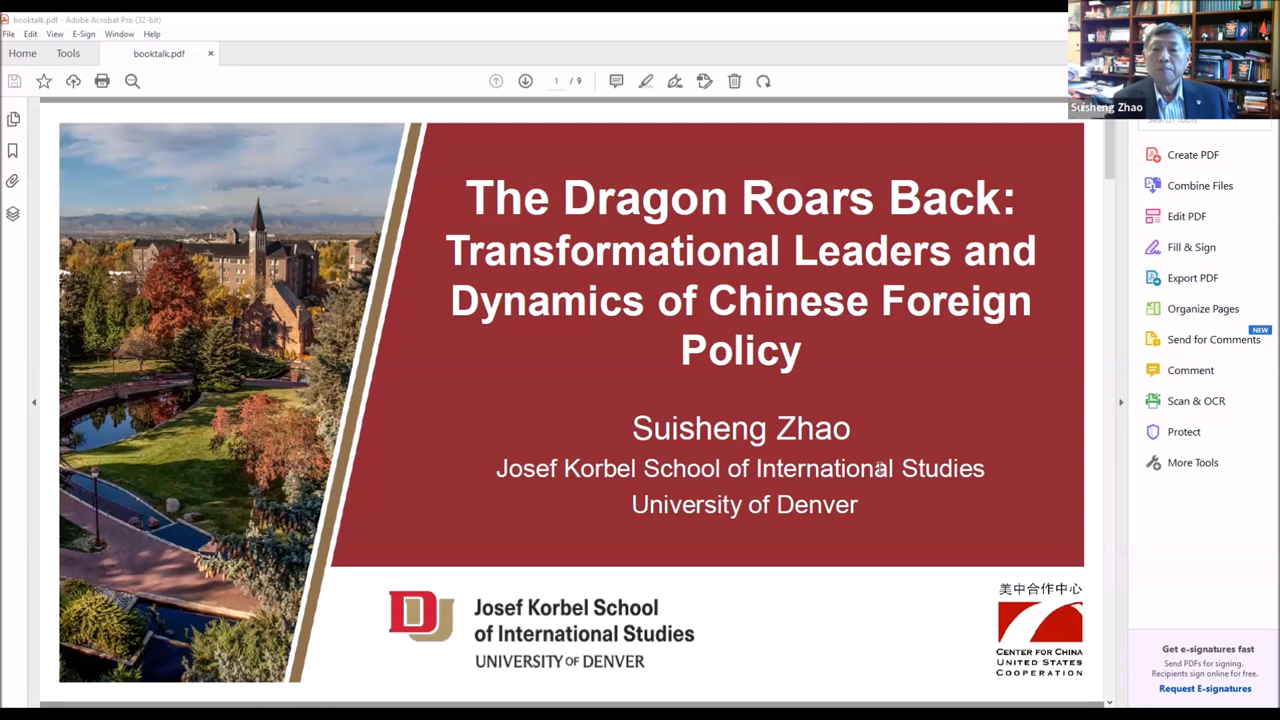 booktalk.pdf - Adobe Acrobat Pro (32-bit)
File Edit View E-Sign Window Help
Home Tools booktalk.pdf ×
1 / 9
Suisheng Zhao
Search tools
Create PDF
Combine Files
Edit PDF
Fill & Sign
Export PDF
Organize Pages
NEW
Send for Comments
Comment
Scan & OCR
Protect
More Tools
Get e-signatures fast
Send PDFs for signing.
Recipients sign online for free.
Request E-signatures
The Dragon Roars Back:
Transformational Leaders and
Dynamics of Chinese Foreign
Policy
Suisheng Zhao
Josef Korbel School of International Studies
University of Denver
DU
Josef Korbel School
of International Studies
UNIVERSITY OF DENVER
美中合作中心
CENTER FOR CHINA
UNITED STATES
COOPERATION